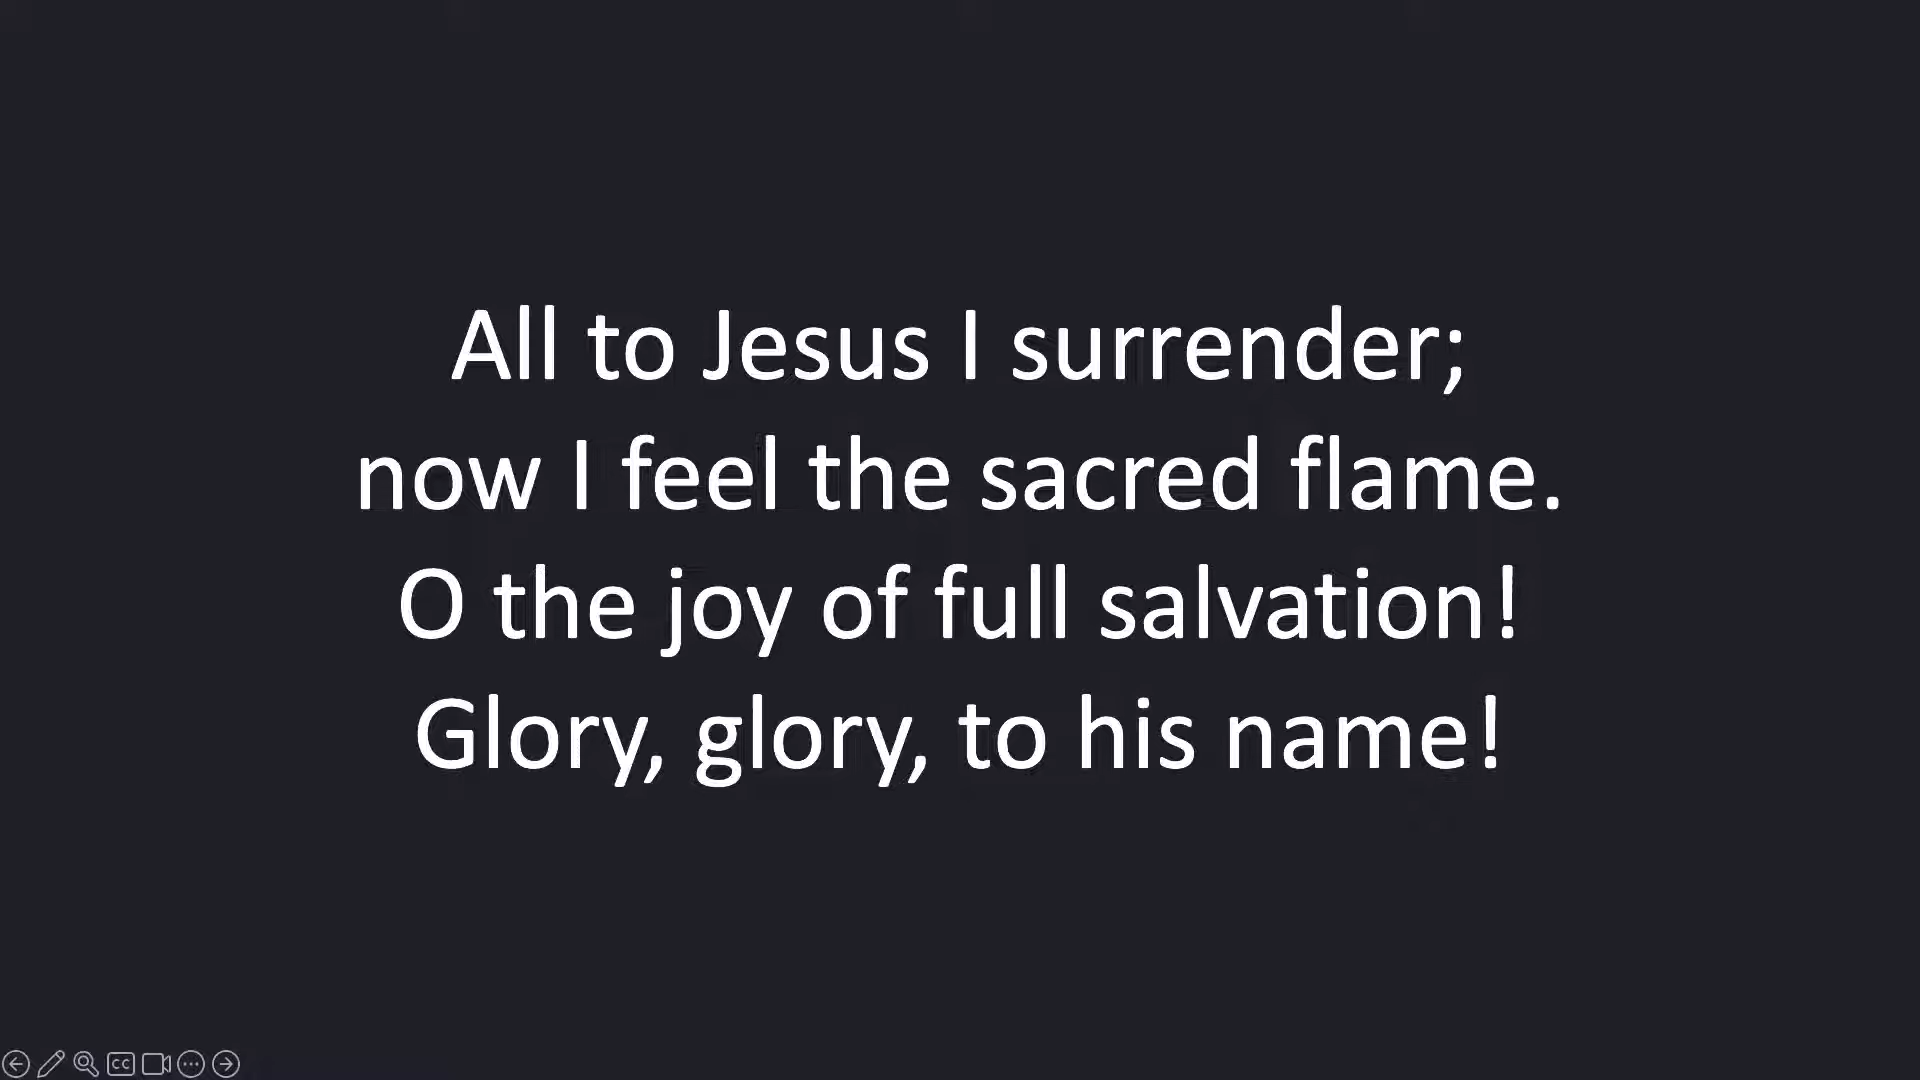 All to Jesus I surrender;
now I feel the sacred flame.
O the joy of full salvation!
Glory, glory, to his name!
CC